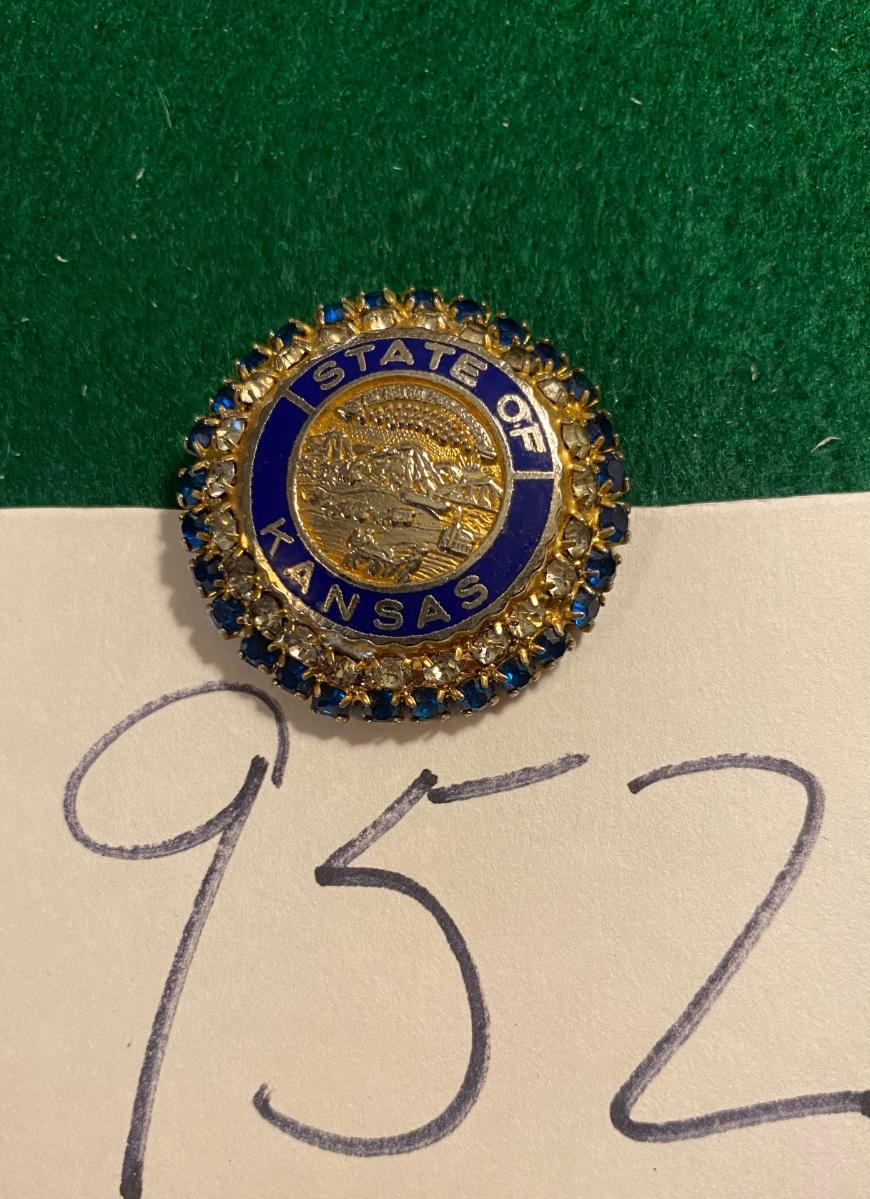 STATE OF
KANSAS
952